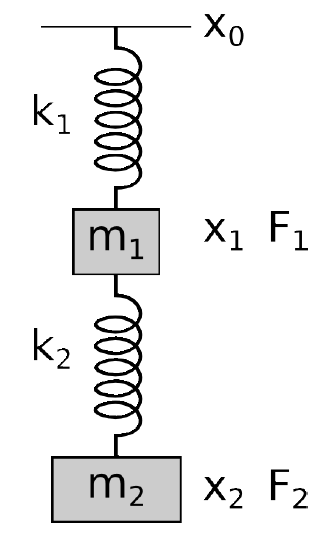 x₀
k₁
m₁ x₁ F₁
k₂
m₂ x₂ F₂